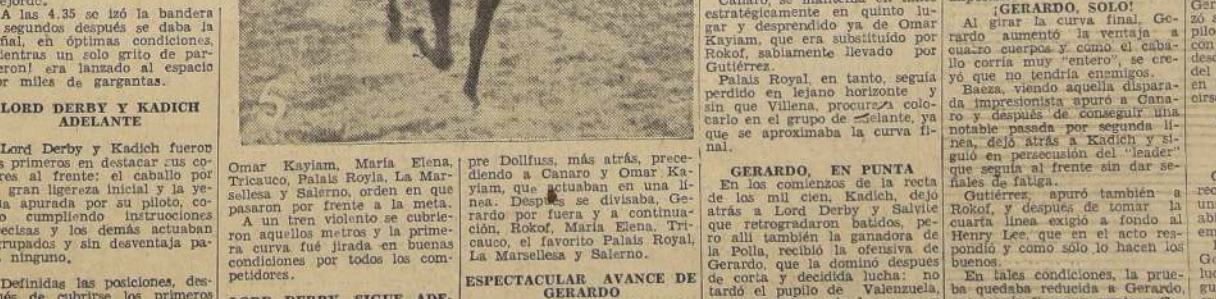 A las 4.35 se izó la bandera
segundos después se daba la
ñal, en óptimas condiciones,
ientras un solo grito de par-
eron! era lanzado al espacio
or miles de gargantas.
LORD DERBY Y KADICH
ADELANTE
Lord Derby y Kadich fueron
s primeros en destacar sus co-
res al frente: el caballo por
gran ligereza inicial y la ye-
a apurada por su piloto, co-
o cumpliendo instrucciones
ecisas y los demás actuaban
rupados y sin desventaja pa-
ninguno.
Definidas las posiciones, des-
ués de cubrirse los primeros
Omar Kayiam, María Elena,
Tricauco, Palais Royla, La Mar-
sellesa y Salerno, orden en que
pasaron por frente a la meta.
A un tren violento se cubrie-
ron aquellos metros y la prime-
ra curva fué jirada en buenas
condiciones por todos los com-
petidores.
LORD DERBY SIGUE ADE-
pre Dollfuss, más atrás, prece-
diendo a Canaro y Omar Ka-
yiam, que actuaban en una lí-
nea. Después se divisaba, Ge-
rardo por fuera y a continua-
ción, Rokof, María Elena, Tri-
cauco, el favorito Palais Royal,
La Marsellesa y Salerno.
ESPECTACULAR AVANCE DE
GERARDO
Canaro, se mantenía en
estratégicamente en quinto lu-
gar y desprendido ya de Omar
Kayiam, que era substituído por
Rokof, sabiamente llevado por
Gutiérrez.
Palais Royal, en tanto, seguía
perdido en lejano horizonte y
sin que Villena, procurara colo-
carlo en el grupo de adelante, ya
que se aproximaba la curva fi-
nal.
GERARDO, EN PUNTA
En los comienzos de la recta
de los mil cien, Kadich, dejó
atrás a Lord Derby y Salvite
que retrogradaron batidos, pe-
ro allí también la ganadora de
la Polla, recibió la ofensiva de
Gerardo, que la dominó después
de corta y decidida lucha: no
tardó el pupilo de Valenzuela,
¡GERARDO, SOLO!
Al girar la curva final, Ge-
rardo aumentó la ventaja a
cuatro cuerpos y como el caba-
llo corría muy "entero", se cre-
yó que no tendría enemigos.
Baeza, viendo aquella dispara-
da impresionista apuró a Cana-
ro y después de conseguir una
notable pasada por segunda lí-
nea, dejó atrás a Kadich y si-
guió en persecusión del "leader"
que seguía al frente sin dar se-
ñales de fatiga.
Gutiérrez, apuró también a
Rokof, y después de tomar la
cuarta línea exigió a fondo al
Henry Lee, que en el acto res-
pondió y como sólo lo hacen los
buenos.
En tales condiciones, la prue-
ba quedaba reducida a Gerardo,